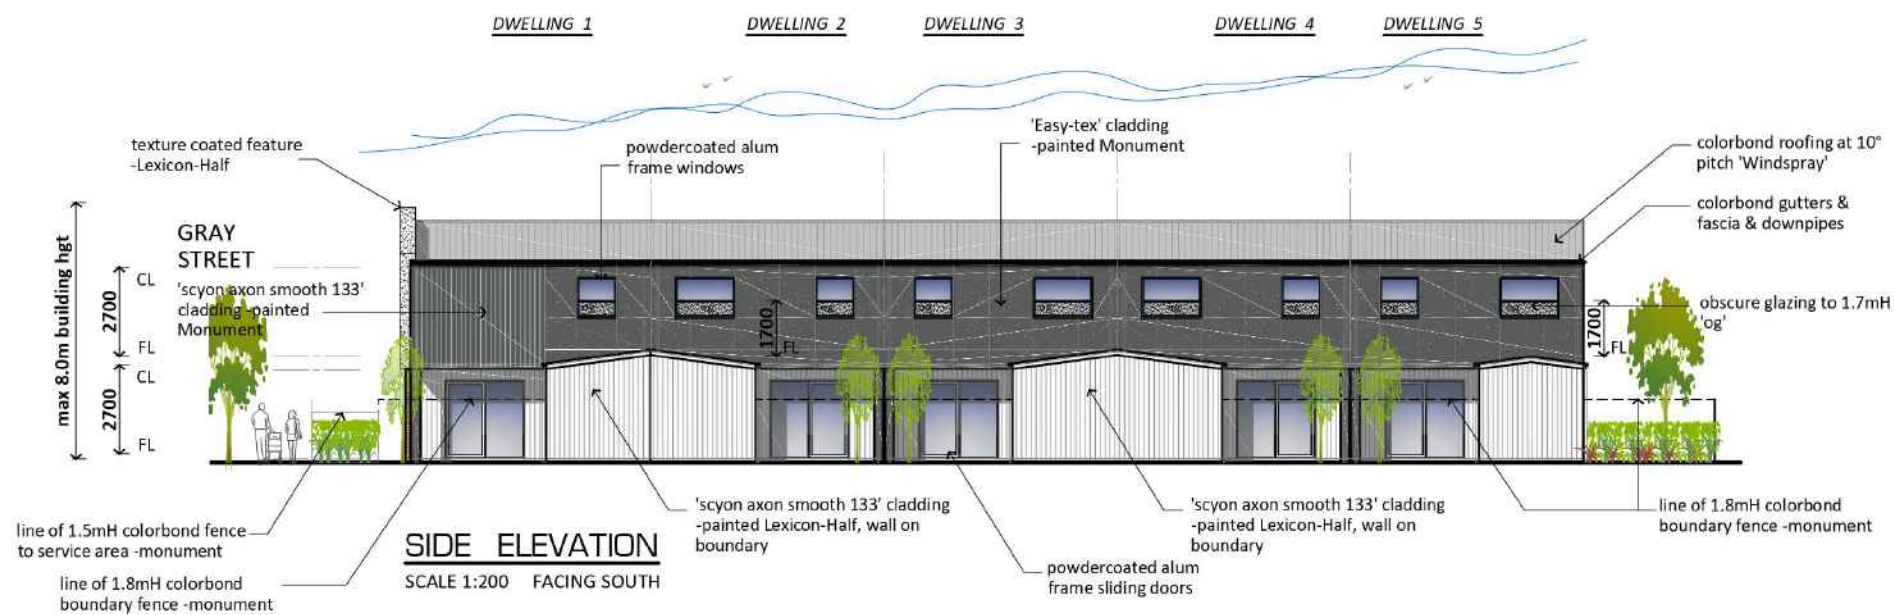 DWELLING 1
DWELLING 2
DWELLING 3
DWELLING 4
DWELLING 5
texture coated feature
-Lexicon-Half
powdercoated alum
frame windows
'Easy-tex' cladding
-painted Monument
colorbond roofing at 10°
pitch 'Windspray'
colorbond gutters &
fascia & downpipes
max 8.0m building hgt
GRAY
STREET
CL
2700
'scyon axon smooth 133'
cladding -painted
Monument
FL
CL
2700
FL
1700
FL
obscure glazing to 1.7mH
'og'
1700
FL
line of 1.5mH colorbond fence
to service area -monument
line of 1.8mH colorbond
boundary fence -monument
SIDE ELEVATION
SCALE 1:200 FACING SOUTH
'scyon axon smooth 133' cladding
-painted Lexicon-Half, wall on
boundary
powdercoated alum
frame sliding doors
'scyon axon smooth 133' cladding
-painted Lexicon-Half, wall on
boundary
line of 1.8mH colorbond
boundary fence -monument